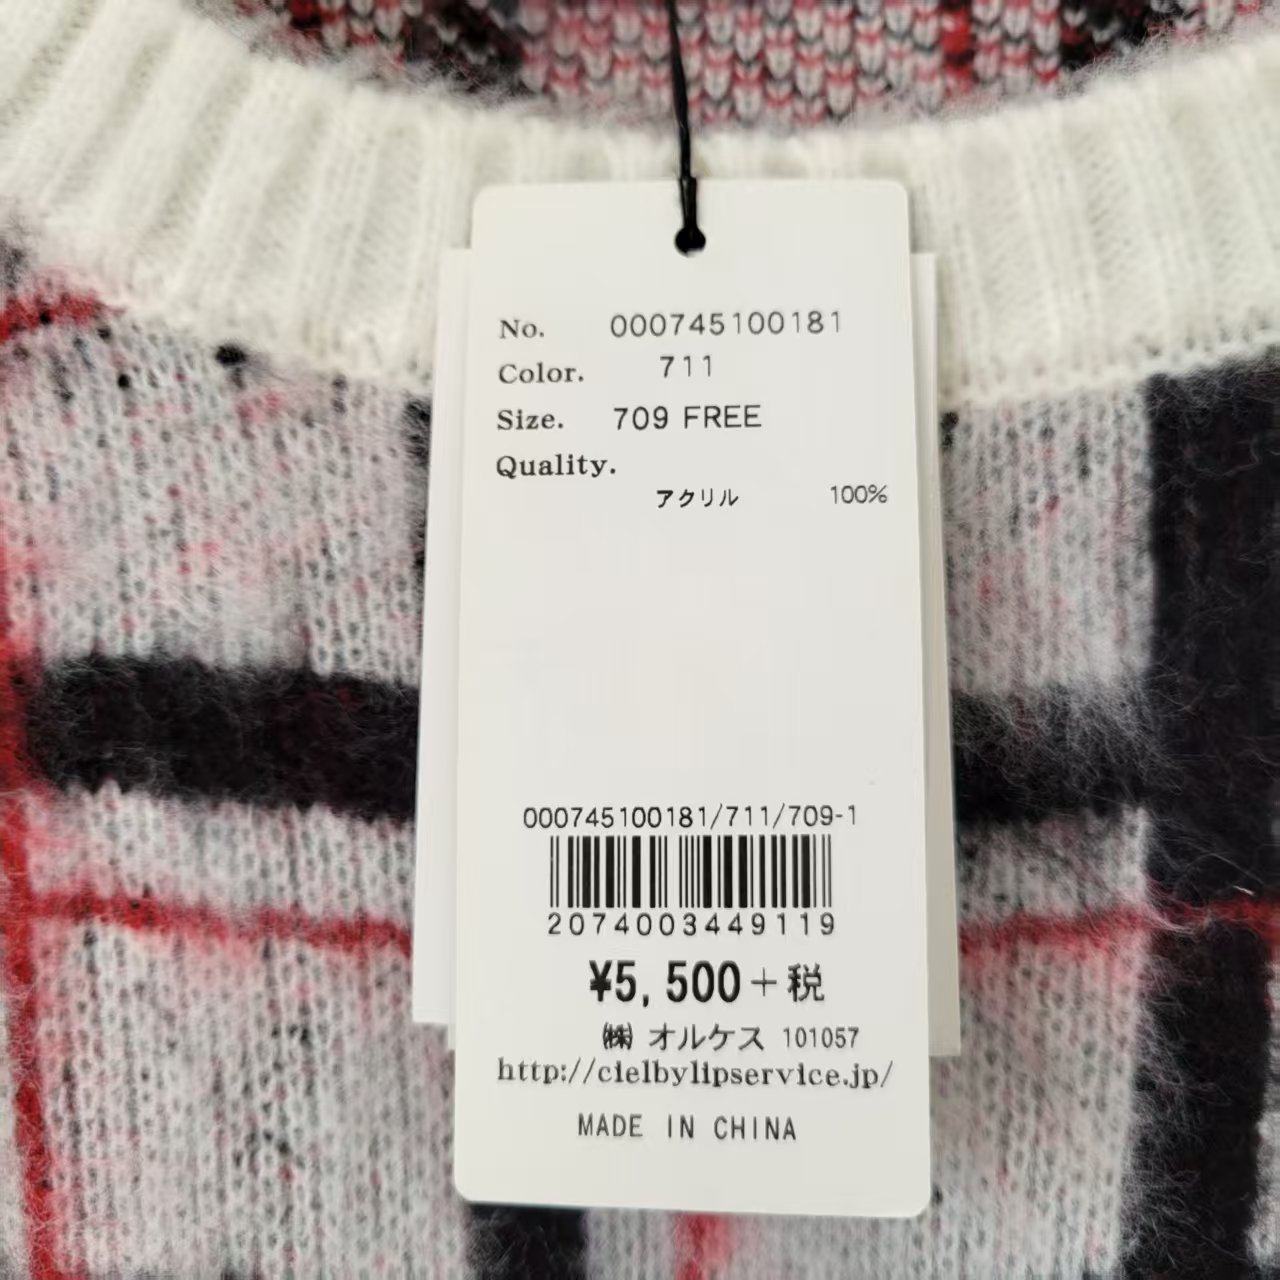 No. 000745100181
Color. 711
Size. 709 FREE
Quality.
アクリル 100%
000745100181/711/709-1
2074003449119
¥5,500+税
㈱ オルケス 101057
http://cielbylipservice.jp/
MADE IN CHINA